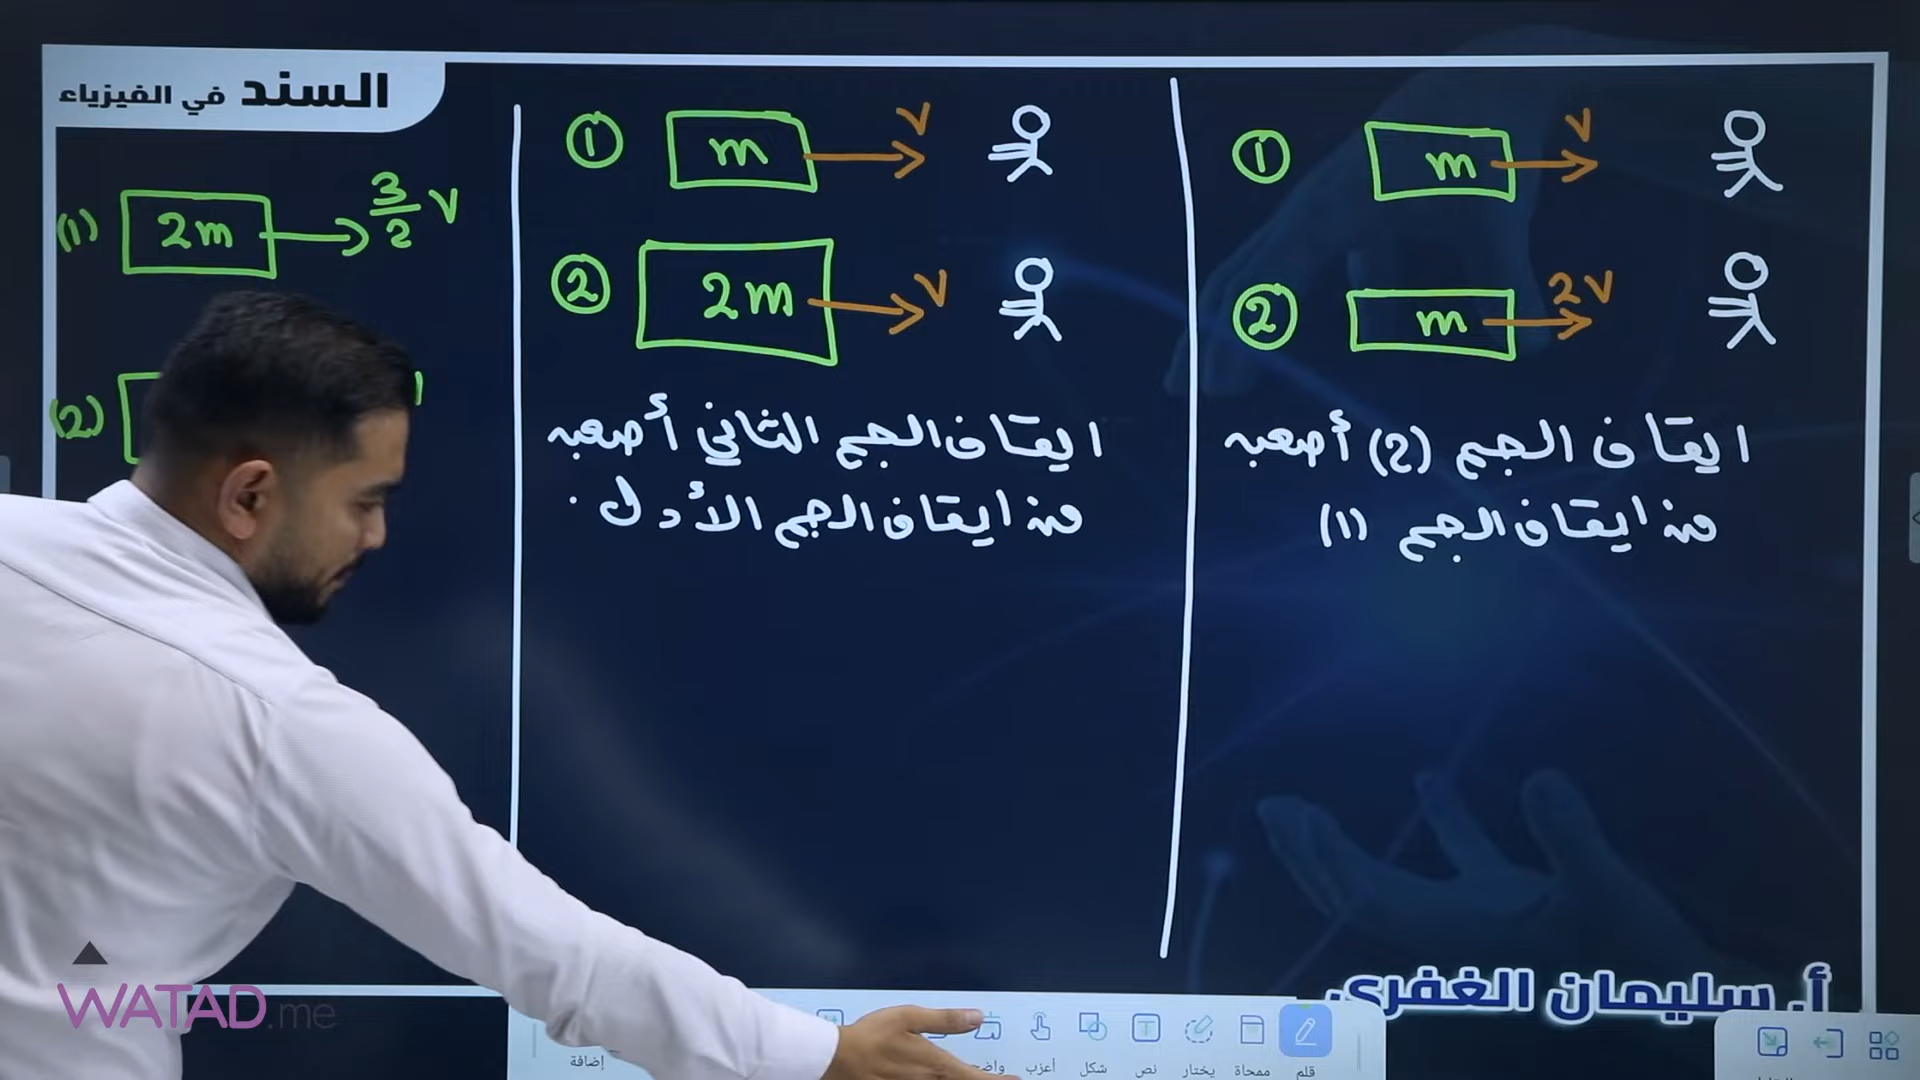 السند في الفيزياء
① m v
② m 2v
ايقاف الجسم (2) أصعب
من ايقاف الجسم (1)
① m v
② 2m v
ايقاف الجسم الثاني أصعب
من ايقاف الجسم الأول .
(1) 2m 3/2 v
(2)
أ. سليمان الغفري
WATAD.me
إضافة
أعزب
شكل
نص
يختار
ممحاة
قلم